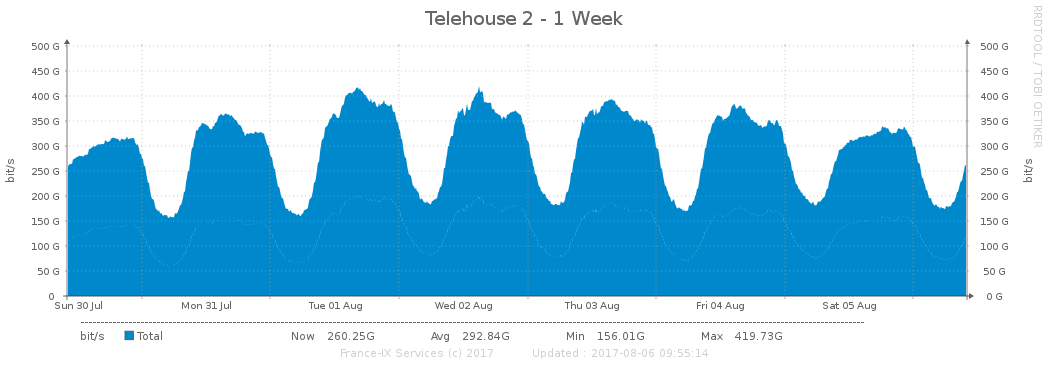 Telehouse 2 - 1 Week
RRDTOOL / TOBI OETIKER
bit/s
500 G
450 G
400 G
350 G
300 G
250 G
200 G
150 G
100 G
50 G
0
500 G
450 G
400 G
350 G
300 G
250 G
200 G
150 G
100 G
50 G
0 G
bit/s
Sun 30 Jul Mon 31 Jul Tue 01 Aug Wed 02 Aug Thu 03 Aug Fri 04 Aug Sat 05 Aug
bit/s Total Now 260.25G Avg 292.84G Min 156.01G Max 419.73G
France-IX Services (c) 2017 Updated : 2017-08-06 09:55:14